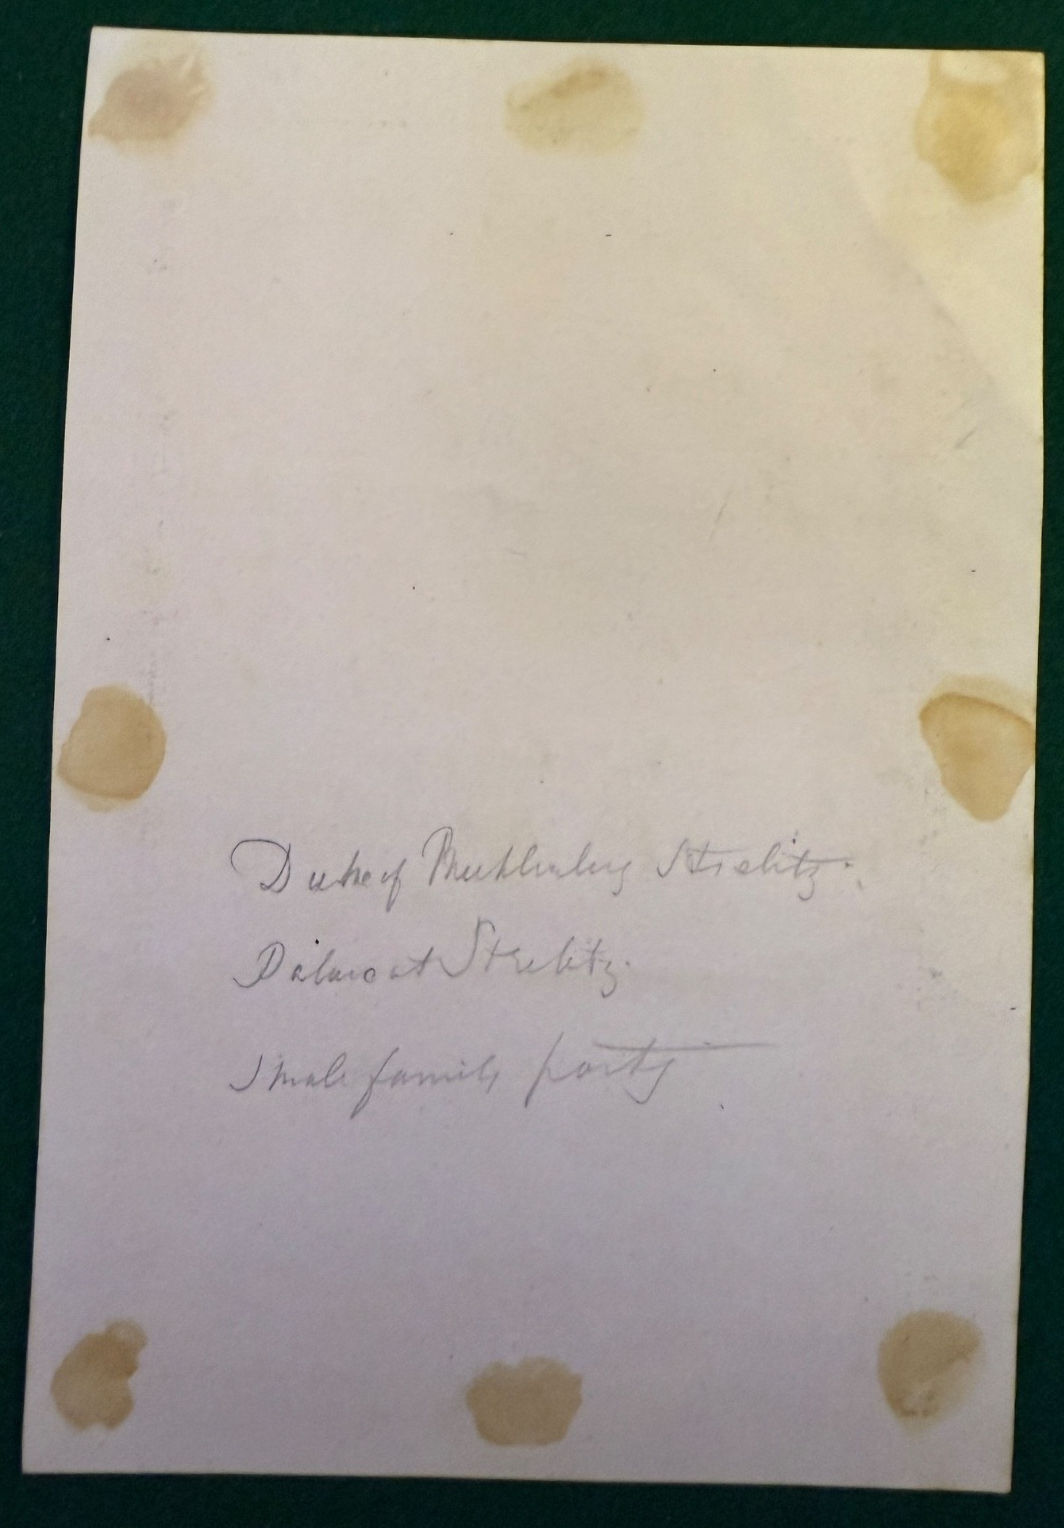 Duke of Mecklenburg Strelitz.
Palace at Strelitz.
Small family party